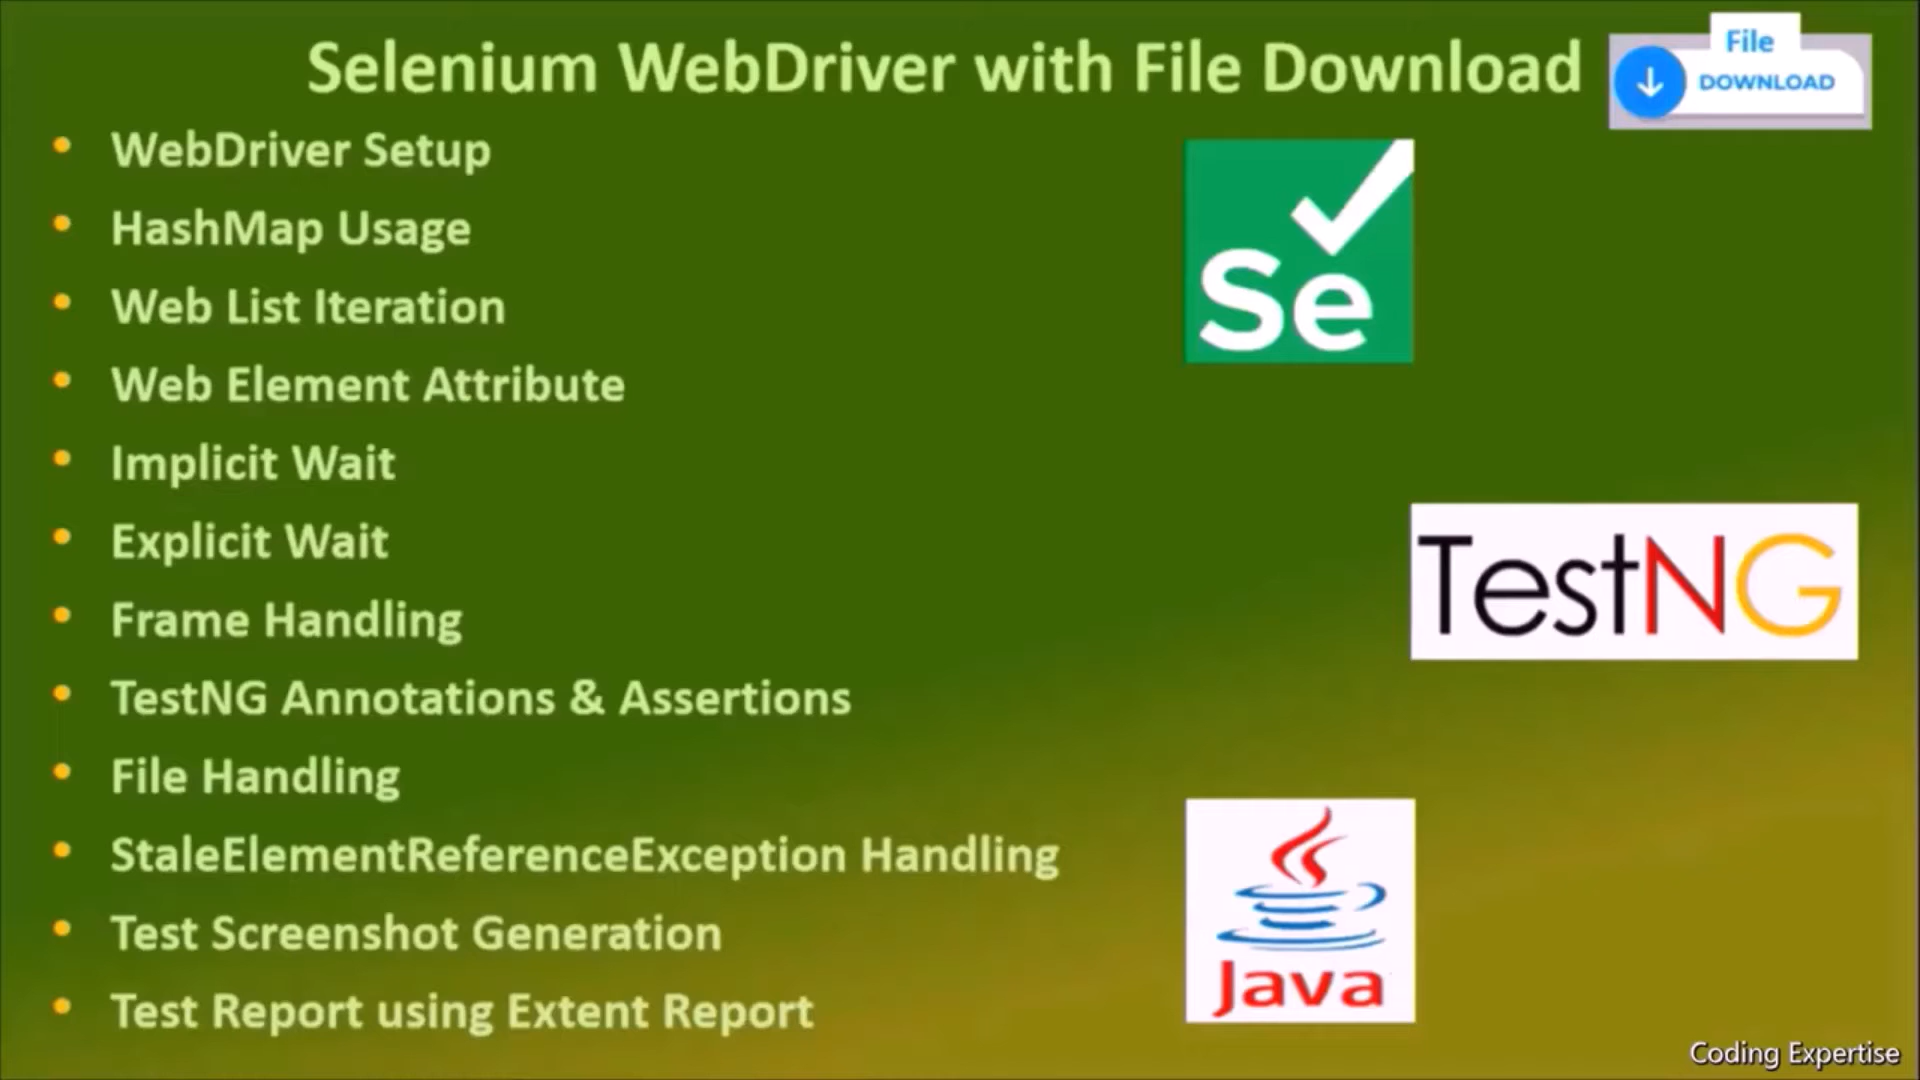 Selenium WebDriver with File Download
File
DOWNLOAD
• WebDriver Setup
• HashMap Usage
• Web List Iteration
• Web Element Attribute
• Implicit Wait
• Explicit Wait
• Frame Handling
• TestNG Annotations & Assertions
• File Handling
• StaleElementReferenceException Handling
• Test Screenshot Generation
• Test Report using Extent Report
Se
TestNG
Java
Coding Expertise